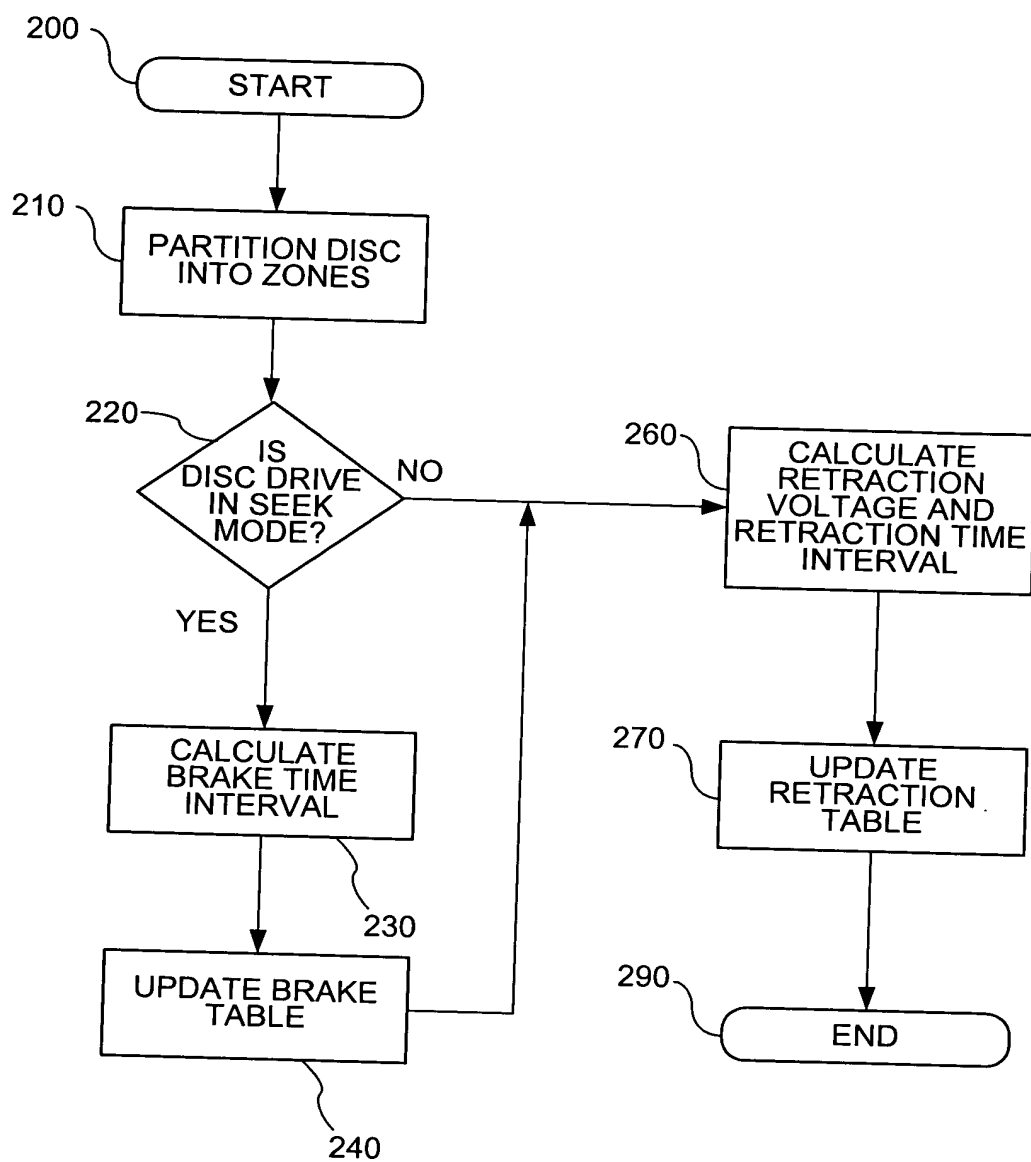 200
START
210
PARTITION DISC
INTO ZONES
220
IS
DISC DRIVE
IN SEEK
MODE?
NO
YES
CALCULATE
BRAKE TIME
INTERVAL
230
UPDATE BRAKE
TABLE
240
260
CALCULATE
RETRACTION
VOLTAGE AND
RETRACTION TIME
INTERVAL
270
UPDATE
RETRACTION
TABLE
290
END